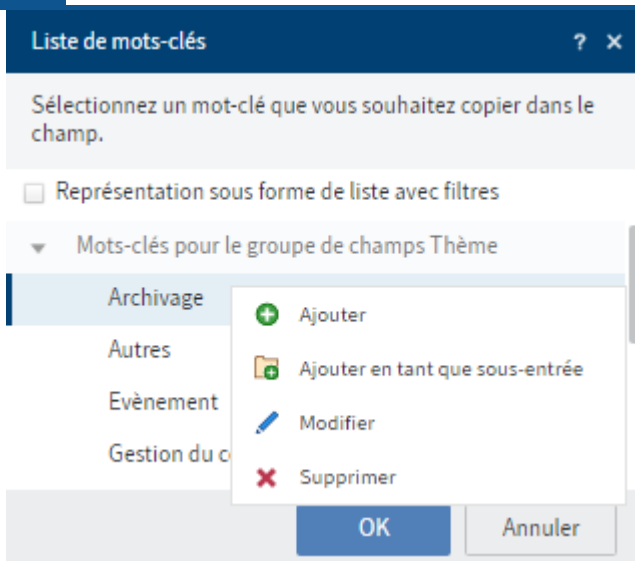 Liste de mots-clés ? ×
Sélectionnez un mot-clé que vous souhaitez copier dans le
champ.
Représentation sous forme de liste avec filtres
Mots-clés pour le groupe de champs Thème
Archivage
Ajouter
Autres
Ajouter en tant que sous-entrée
Evènement
Modifier
Gestion du
Supprimer
OK Annuler